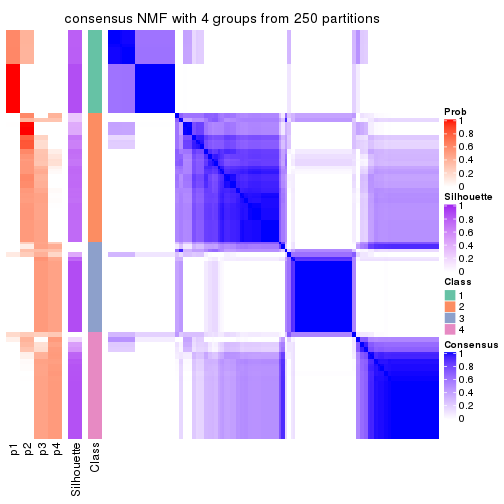 consensus NMF with 4 groups from 250 partitions
Prob
1
0.8
0.6
0.4
0.2
0
Silhouette
1
0.8
0.6
0.4
0.2
0
Class
1
2
3
4
Consensus
1
0.8
0.6
0.4
0.2
0
p1
p2
p3
p4
Silhouette
Class